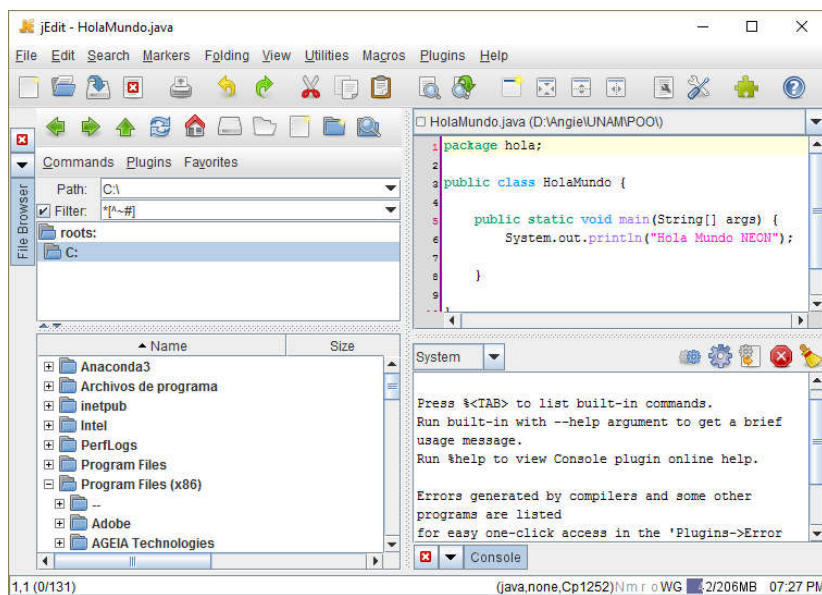 jEdit - HolaMundo.java
File Edit Search Markers Folding View Utilities Macros Plugins Help
File Browser
Commands Plugins Favorites
Path: C:\
Filter: *[^~#]
roots:
C:
Name Size
Anaconda3
Archivos de programa
inetpub
Intel
PerfLogs
Program Files
Program Files (x86)
--
Adobe
AGEIA Technologies
HolaMundo.java (D:\Angie\UNAM\POO\)
1 package hola;
2
3 public class HolaMundo {
4
5 public static void main(String[] args) {
6 System.out.println("Hola Mundo NEON");
7
8 }
9
System
Press %<TAB> to list built-in commands.
Run built-in with --help argument to get a brief
usage message.
Run %help to view Console plugin online help.
Errors generated by compilers and some other
programs are listed
for easy one-click access in the 'Plugins->Error
Console
1,1 (0/131) (java,none,Cp1252)Nm r o WG 2/206MB 07:27 PM